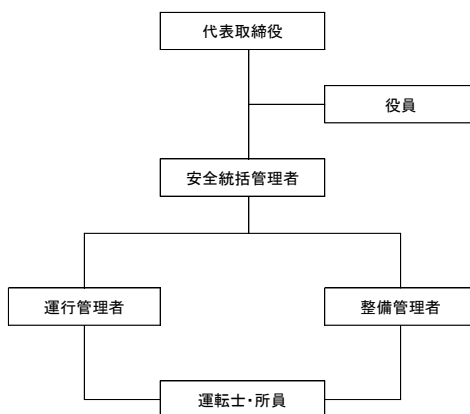 代表取締役
役員
安全統括管理者
運行管理者
整備管理者
運転士・所員